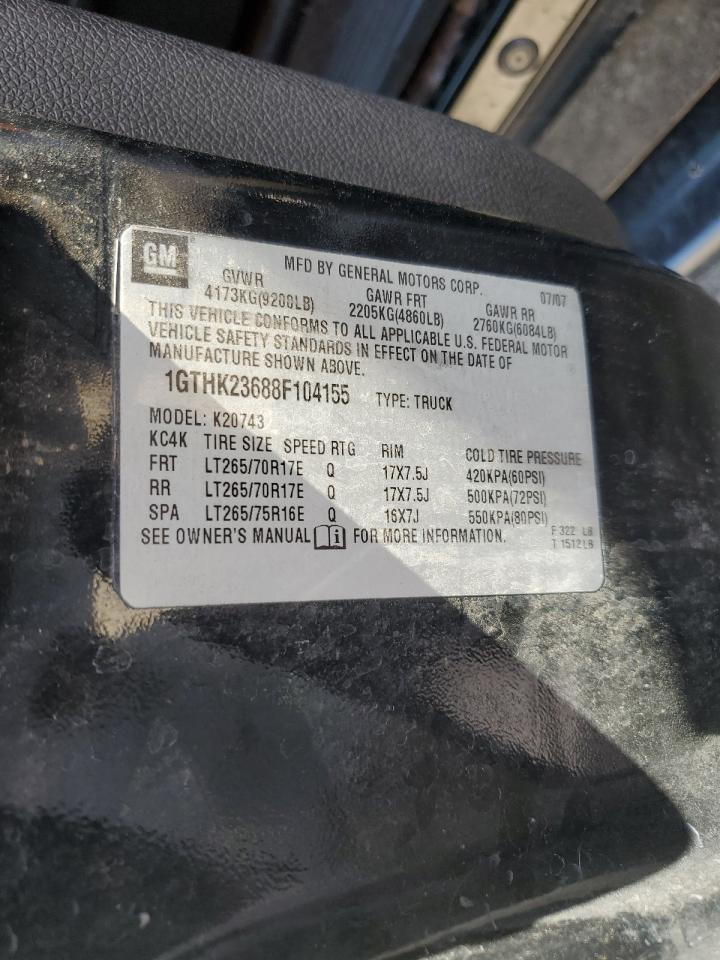 GM
MFD BY GENERAL MOTORS CORP. 07/07
GVWR GAWR FRT GAWR RR
4173KG(9200LB) 2205KG(4860LB) 2760KG(6084LB)
THIS VEHICLE CONFORMS TO ALL APPLICABLE U.S. FEDERAL MOTOR
VEHICLE SAFETY STANDARDS IN EFFECT ON THE DATE OF
MANUFACTURE SHOWN ABOVE.
1GTHK23688F104155 TYPE: TRUCK
MODEL: K20743
KC4K TIRE SIZE SPEED RTG RIM COLD TIRE PRESSURE
FRT LT265/70R17E Q 17X7.5J 420KPA(60PSI)
RR LT265/70R17E Q 17X7.5J 500KPA(72PSI)
SPA LT265/75R16E Q 16X7J 550KPA(80PSI)
SEE OWNER'S MANUAL i FOR MORE INFORMATION.
F 322 LB
T 1512 LB